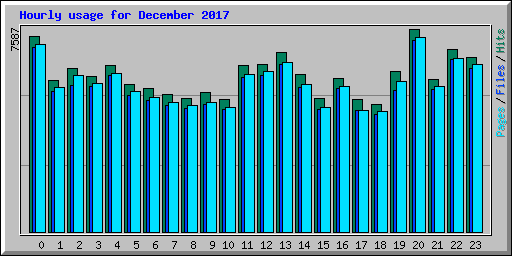 Hourly usage for December 2017
7587
Pages/Files/Hits
0 1 2 3 4 5 6 7 8 9 10 11 12 13 14 15 16 17 18 19 20 21 22 23